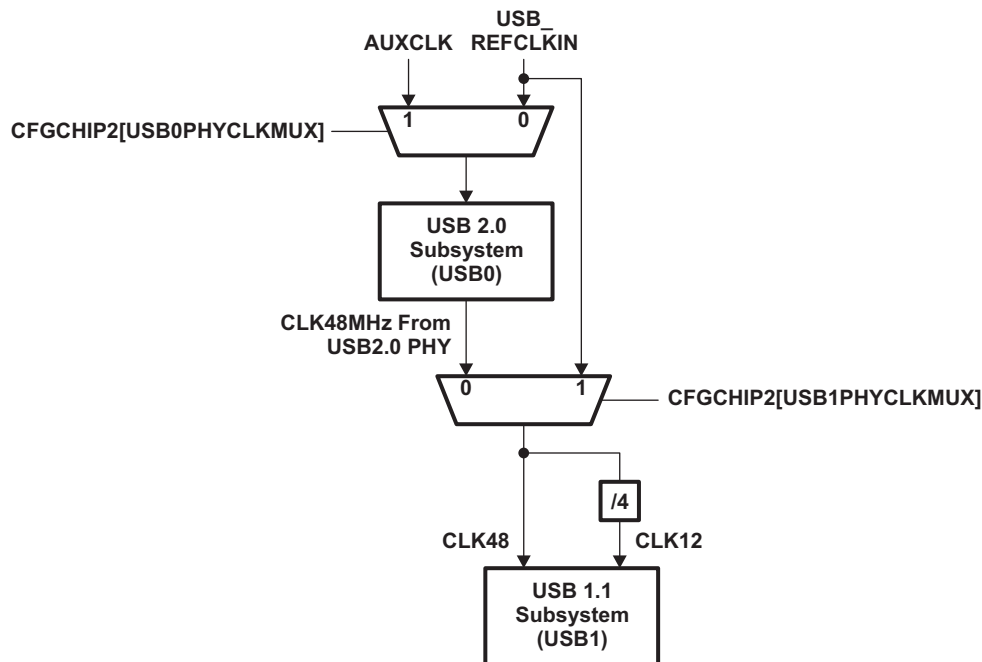 USB_
AUXCLK REFCLKIN
1 0
CFGCHIP2[USB0PHYCLKMUX]
USB 2.0
Subsystem
(USB0)
CLK48MHz From
USB2.0 PHY
0 1
CFGCHIP2[USB1PHYCLKMUX]
/4
CLK48 CLK12
USB 1.1
Subsystem
(USB1)